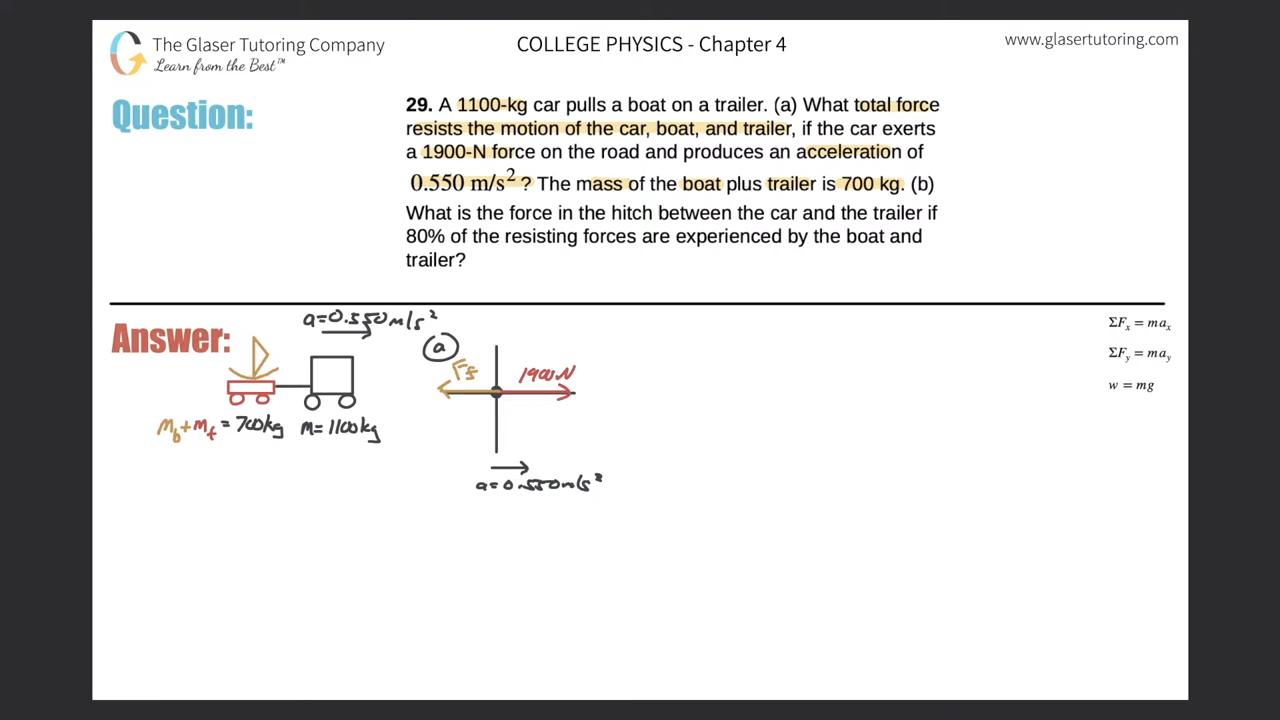 The Glaser Tutoring Company
Learn from the Best™
COLLEGE PHYSICS - Chapter 4
www.glasertutoring.com
Question:
29. A 1100-kg car pulls a boat on a trailer. (a) What total force
resists the motion of the car, boat, and trailer, if the car exerts
a 1900-N force on the road and produces an acceleration of
0.550 m/s² ? The mass of the boat plus trailer is 700 kg. (b)
What is the force in the hitch between the car and the trailer if
80% of the resisting forces are experienced by the boat and
trailer?
Answer:
a=0.550m/s²
m_b+m_t = 700kg
m=1100kg
a
F_f
1900N
a=0.550m/s²
ΣFₓ = maₓ
ΣF_y = ma_y
w = mg